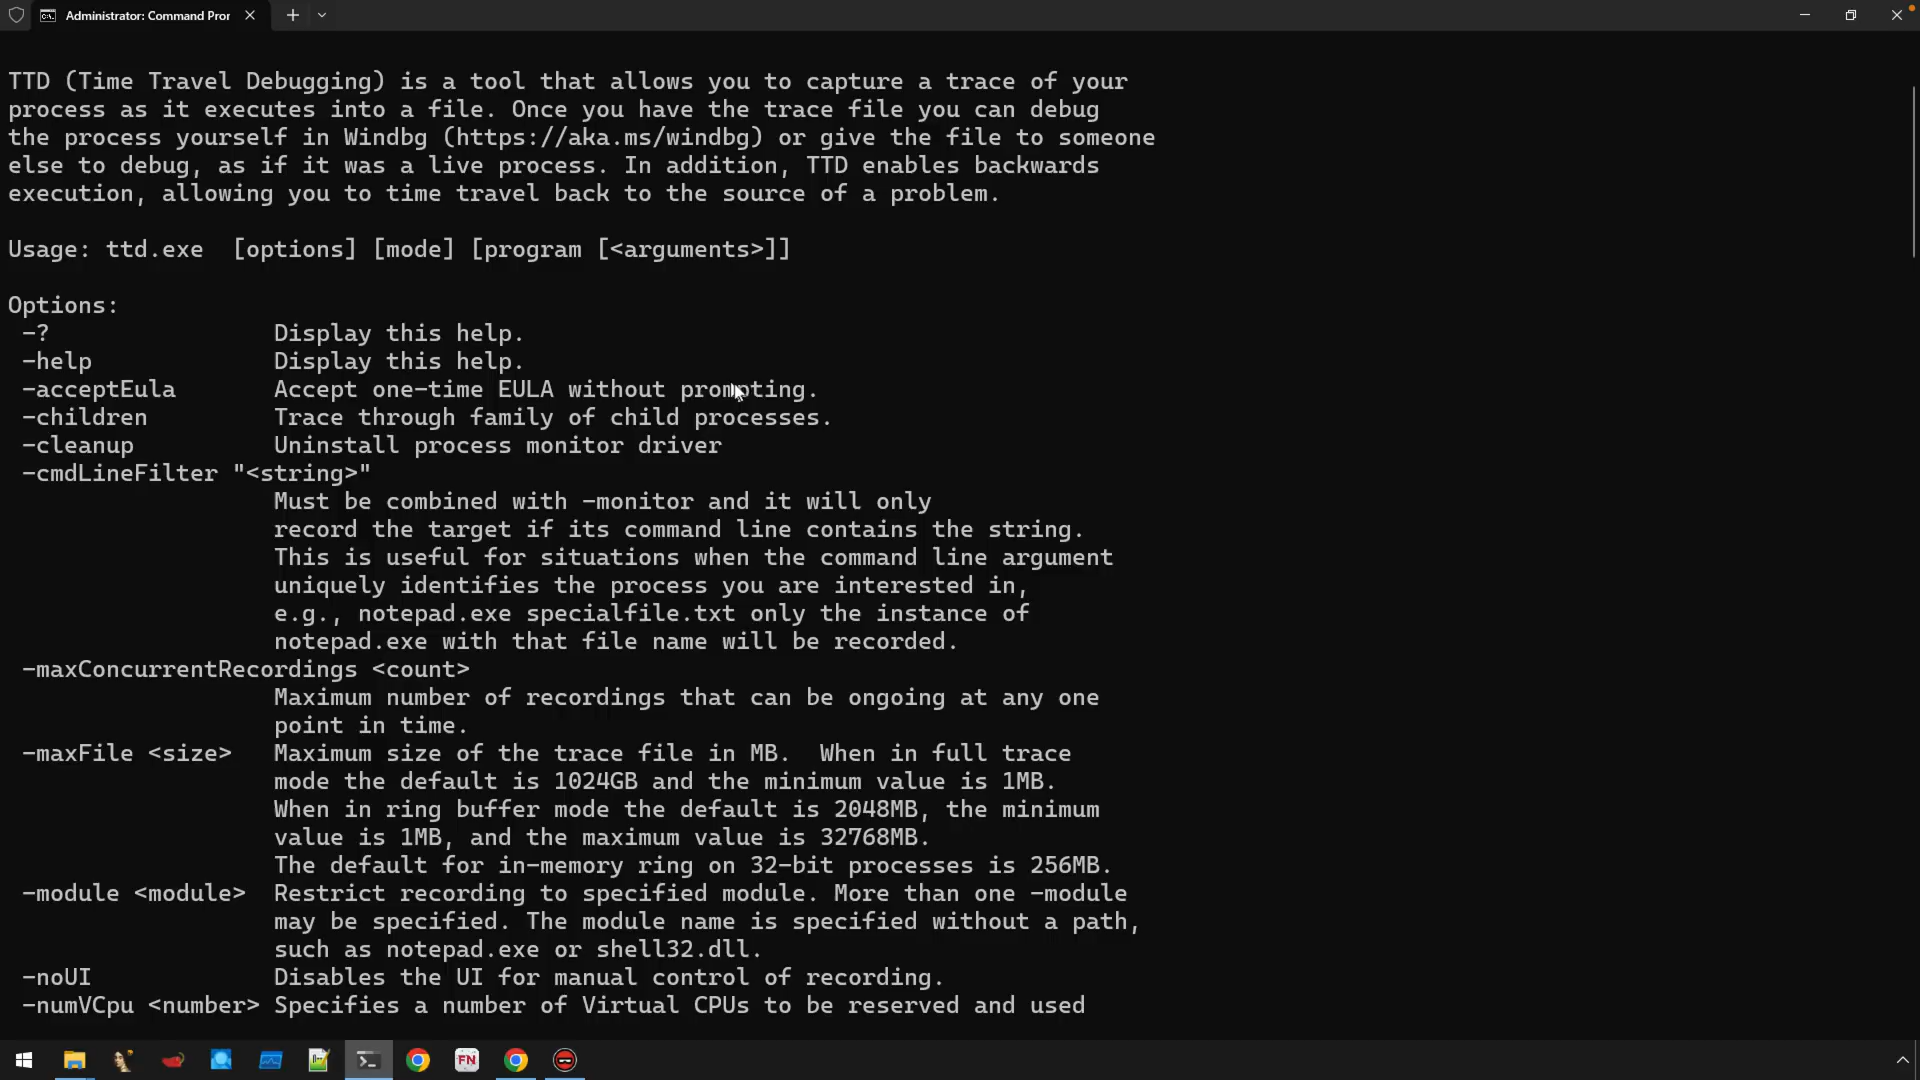 Administrator: Command Pror
TTD (Time Travel Debugging) is a tool that allows you to capture a trace of your
process as it executes into a file. Once you have the trace file you can debug
the process yourself in Windbg (https://aka.ms/windbg) or give the file to someone
else to debug, as if it was a live process. In addition, TTD enables backwards
execution, allowing you to time travel back to the source of a problem.
Usage: ttd.exe  [options] [mode] [program [<arguments>]]
Options:
-?                Display this help.
-help             Display this help.
-acceptEula       Accept one-time EULA without prompting.
-children         Trace through family of child processes.
-cleanup          Uninstall process monitor driver
-cmdLineFilter "<string>"
Must be combined with -monitor and it will only
record the target if its command line contains the string.
This is useful for situations when the command line argument
uniquely identifies the process you are interested in,
e.g., notepad.exe specialfile.txt only the instance of
notepad.exe with that file name will be recorded.
-maxConcurrentRecordings <count>
Maximum number of recordings that can be ongoing at any one
point in time.
-maxFile <size>   Maximum size of the trace file in MB.  When in full trace
mode the default is 1024GB and the minimum value is 1MB.
When in ring buffer mode the default is 2048MB, the minimum
value is 1MB, and the maximum value is 32768MB.
The default for in-memory ring on 32-bit processes is 256MB.
-module <module>  Restrict recording to specified module. More than one -module
may be specified. The module name is specified without a path,
such as notepad.exe or shell32.dll.
-noUI             Disables the UI for manual control of recording.
-numVCpu <number> Specifies a number of Virtual CPUs to be reserved and used
FN